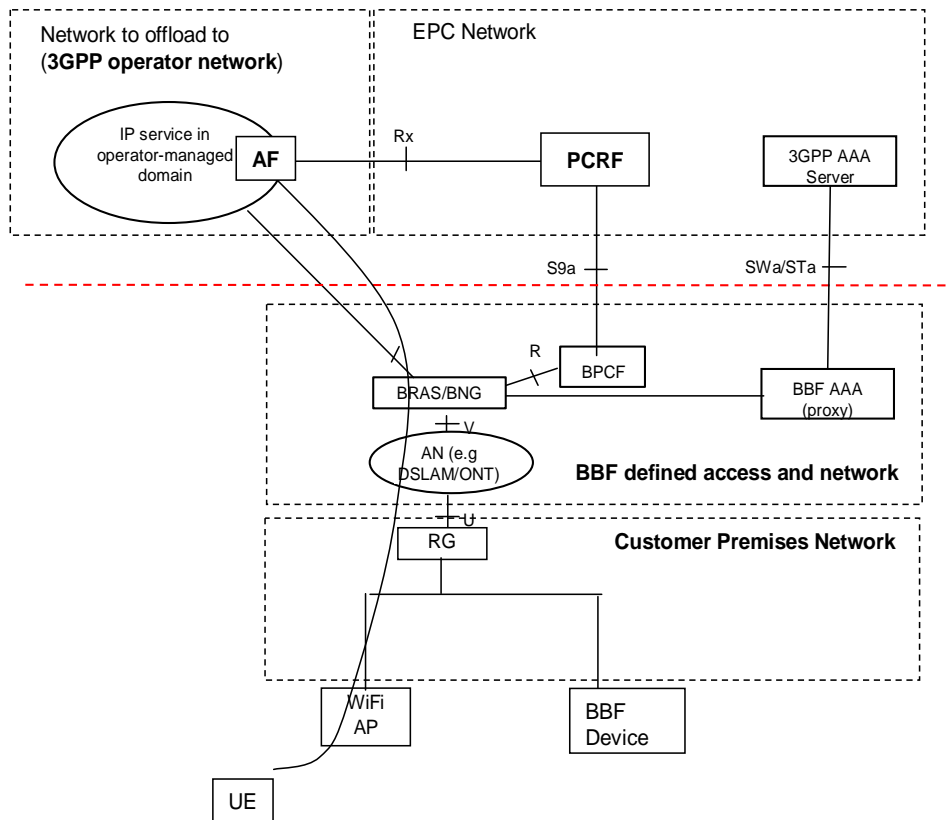 Network to offload to
(3GPP operator network)
EPC Network
IP service in
operator-managed
domain
AF
Rx
PCRF
3GPP AAA
Server
S9a
SWa/STa
R
BPCF
BRAS/BNG
BBF AAA
(proxy)
V
AN (e.g
DSLAM/ONT)
BBF defined access and network
U
RG
Customer Premises Network
WiFi
AP
BBF
Device
UE